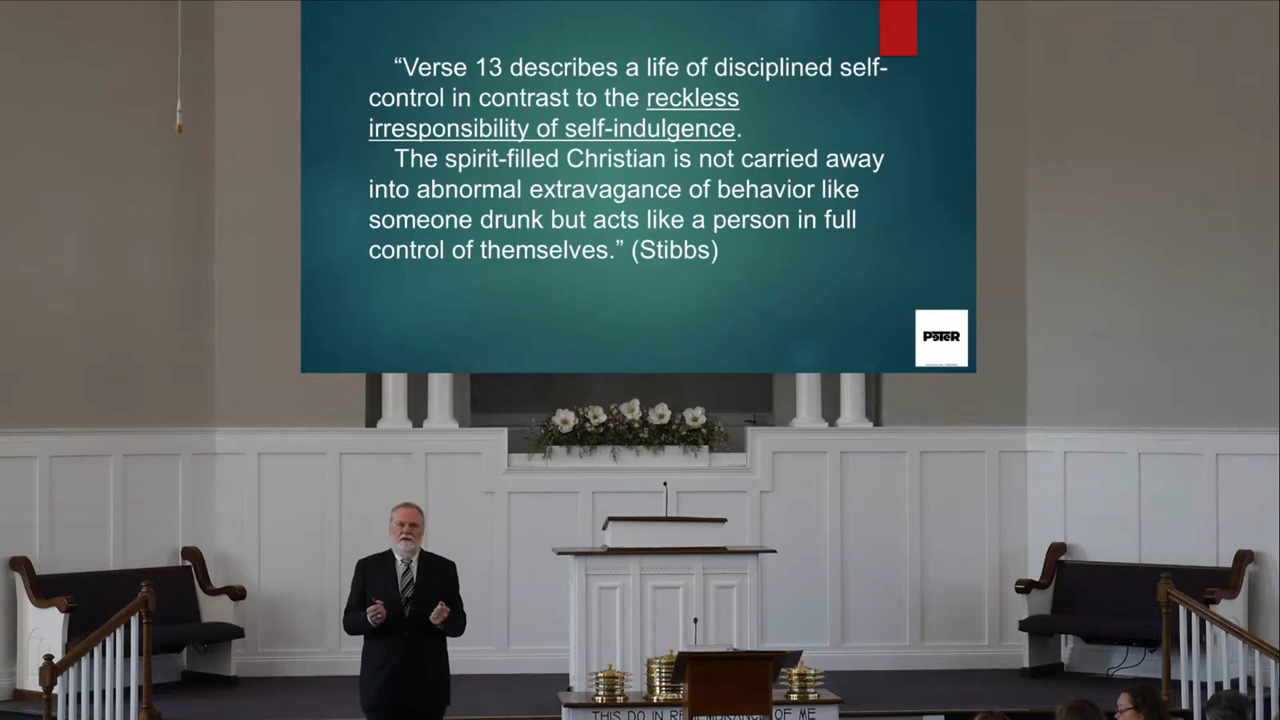 “Verse 13 describes a life of disciplined self-
control in contrast to the reckless
irresponsibility of self-indulgence.
The spirit-filled Christian is not carried away
into abnormal extravagance of behavior like
someone drunk but acts like a person in full
control of themselves.” (Stibbs)
PeTeR
THIS DO IN OF ME